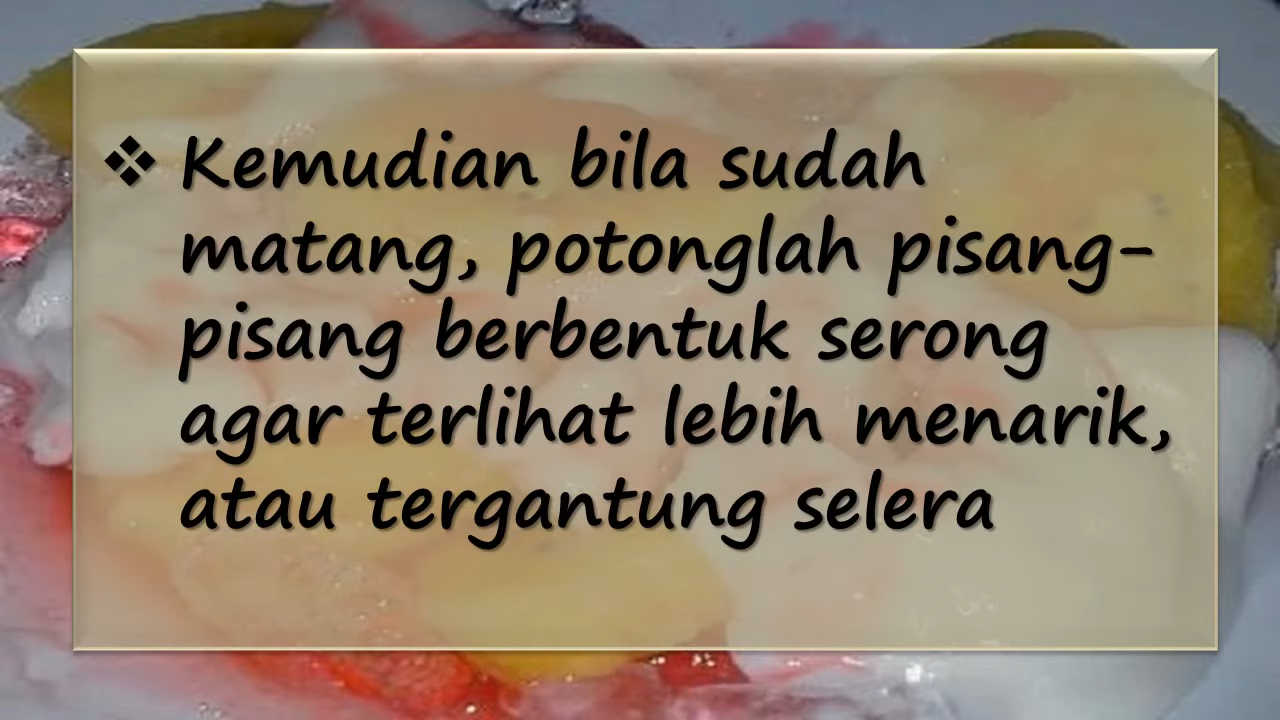 ❖ Kemudian bila sudah
matang, potonglah pisang-
pisang berbentuk serong
agar terlihat lebih menarik,
atau tergantung selera